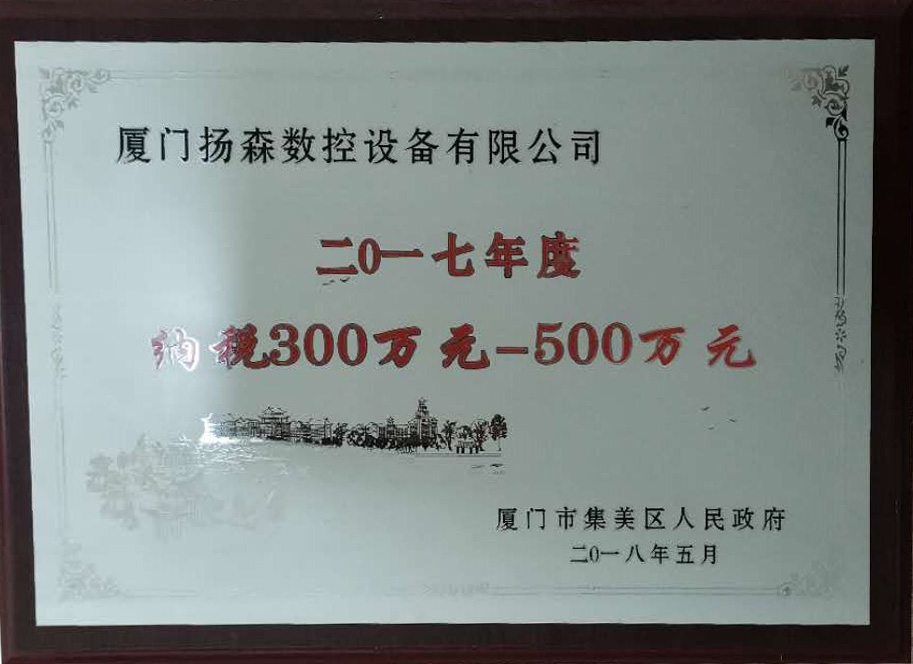 厦门扬森数控设备有限公司
二0一七年度
纳税300万元-500万元
厦门市集美区人民政府
二0一八年五月